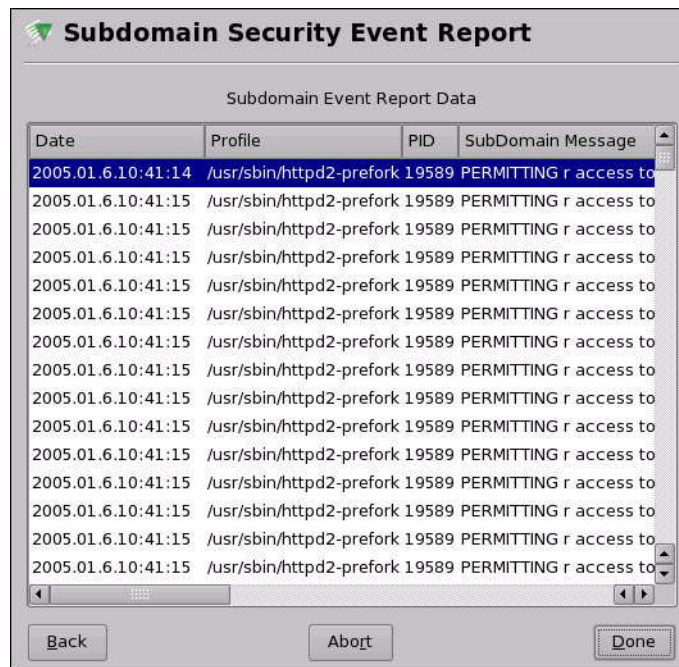 Subdomain Security Event Report
Subdomain Event Report Data
Date Profile PID SubDomain Message
2005.01.6.10:41:14 /usr/sbin/httpd2-prefork 19589 PERMITTING r access to
2005.01.6.10:41:15 /usr/sbin/httpd2-prefork 19589 PERMITTING r access to
2005.01.6.10:41:15 /usr/sbin/httpd2-prefork 19589 PERMITTING r access to
2005.01.6.10:41:15 /usr/sbin/httpd2-prefork 19589 PERMITTING r access to
2005.01.6.10:41:15 /usr/sbin/httpd2-prefork 19589 PERMITTING r access to
2005.01.6.10:41:15 /usr/sbin/httpd2-prefork 19589 PERMITTING r access to
2005.01.6.10:41:15 /usr/sbin/httpd2-prefork 19589 PERMITTING r access to
2005.01.6.10:41:15 /usr/sbin/httpd2-prefork 19589 PERMITTING r access to
2005.01.6.10:41:15 /usr/sbin/httpd2-prefork 19589 PERMITTING r access to
2005.01.6.10:41:15 /usr/sbin/httpd2-prefork 19589 PERMITTING r access to
2005.01.6.10:41:15 /usr/sbin/httpd2-prefork 19589 PERMITTING r access to
2005.01.6.10:41:15 /usr/sbin/httpd2-prefork 19589 PERMITTING r access to
2005.01.6.10:41:15 /usr/sbin/httpd2-prefork 19589 PERMITTING r access to
2005.01.6.10:41:15 /usr/sbin/httpd2-prefork 19589 PERMITTING r access to
2005.01.6.10:41:15 /usr/sbin/httpd2-prefork 19589 PERMITTING r access to
Back Abort Done